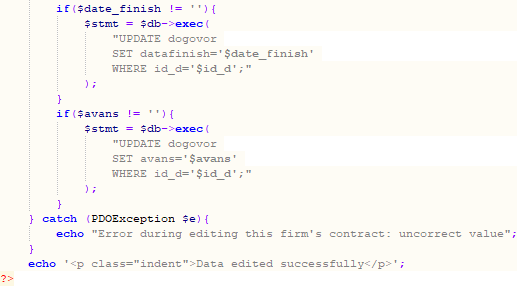 if($date_finish != ''){
$stmt = $db->exec(
"UPDATE dogovor
SET datafinish='$date_finish'
WHERE id_d='$id_d';"
);
}
if($avans != ''){
$stmt = $db->exec(
"UPDATE dogovor
SET avans='$avans'
WHERE id_d='$id_d';"
);
}
} catch (PDOException $e){
echo "Error during editing this firm's contract: uncorrect value";
}
echo '<p class="indent">Data edited successfully</p>';
?>